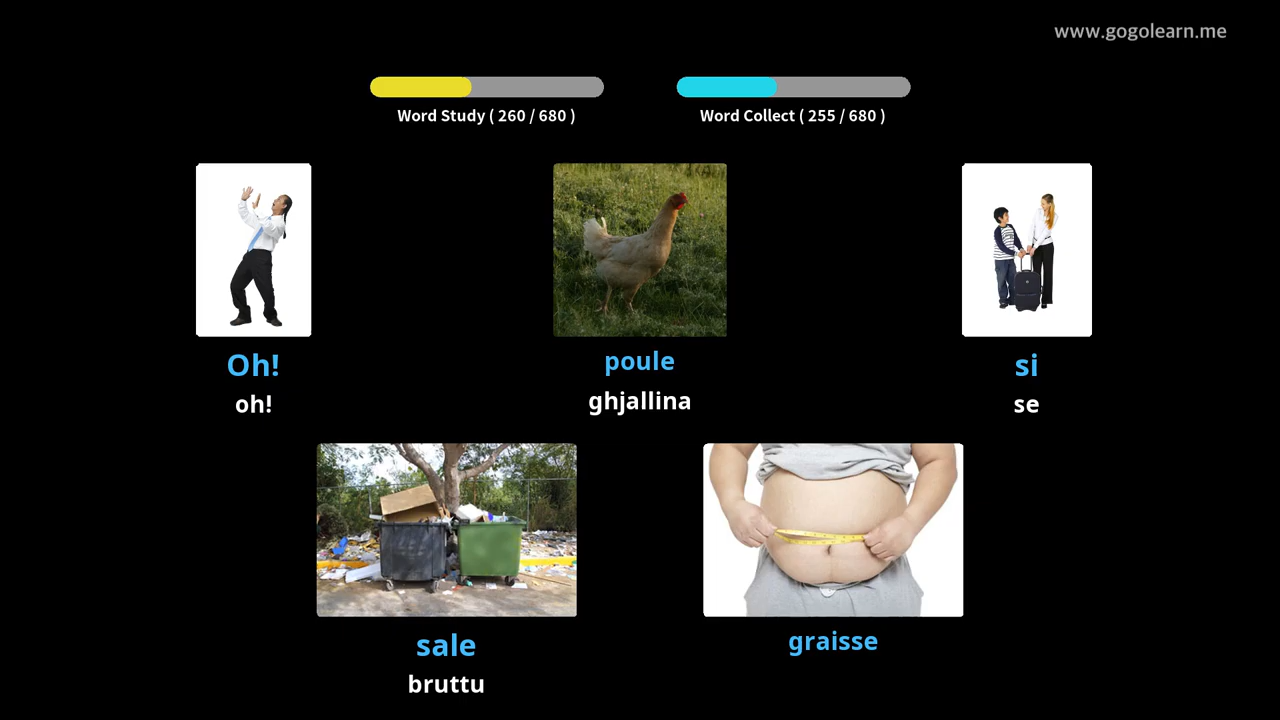 www.gogolearn.me
Word Study ( 260 / 680 )
Word Collect ( 255 / 680 )
Oh!
oh!
poule
ghjallina
si
se
sale
bruttu
graisse